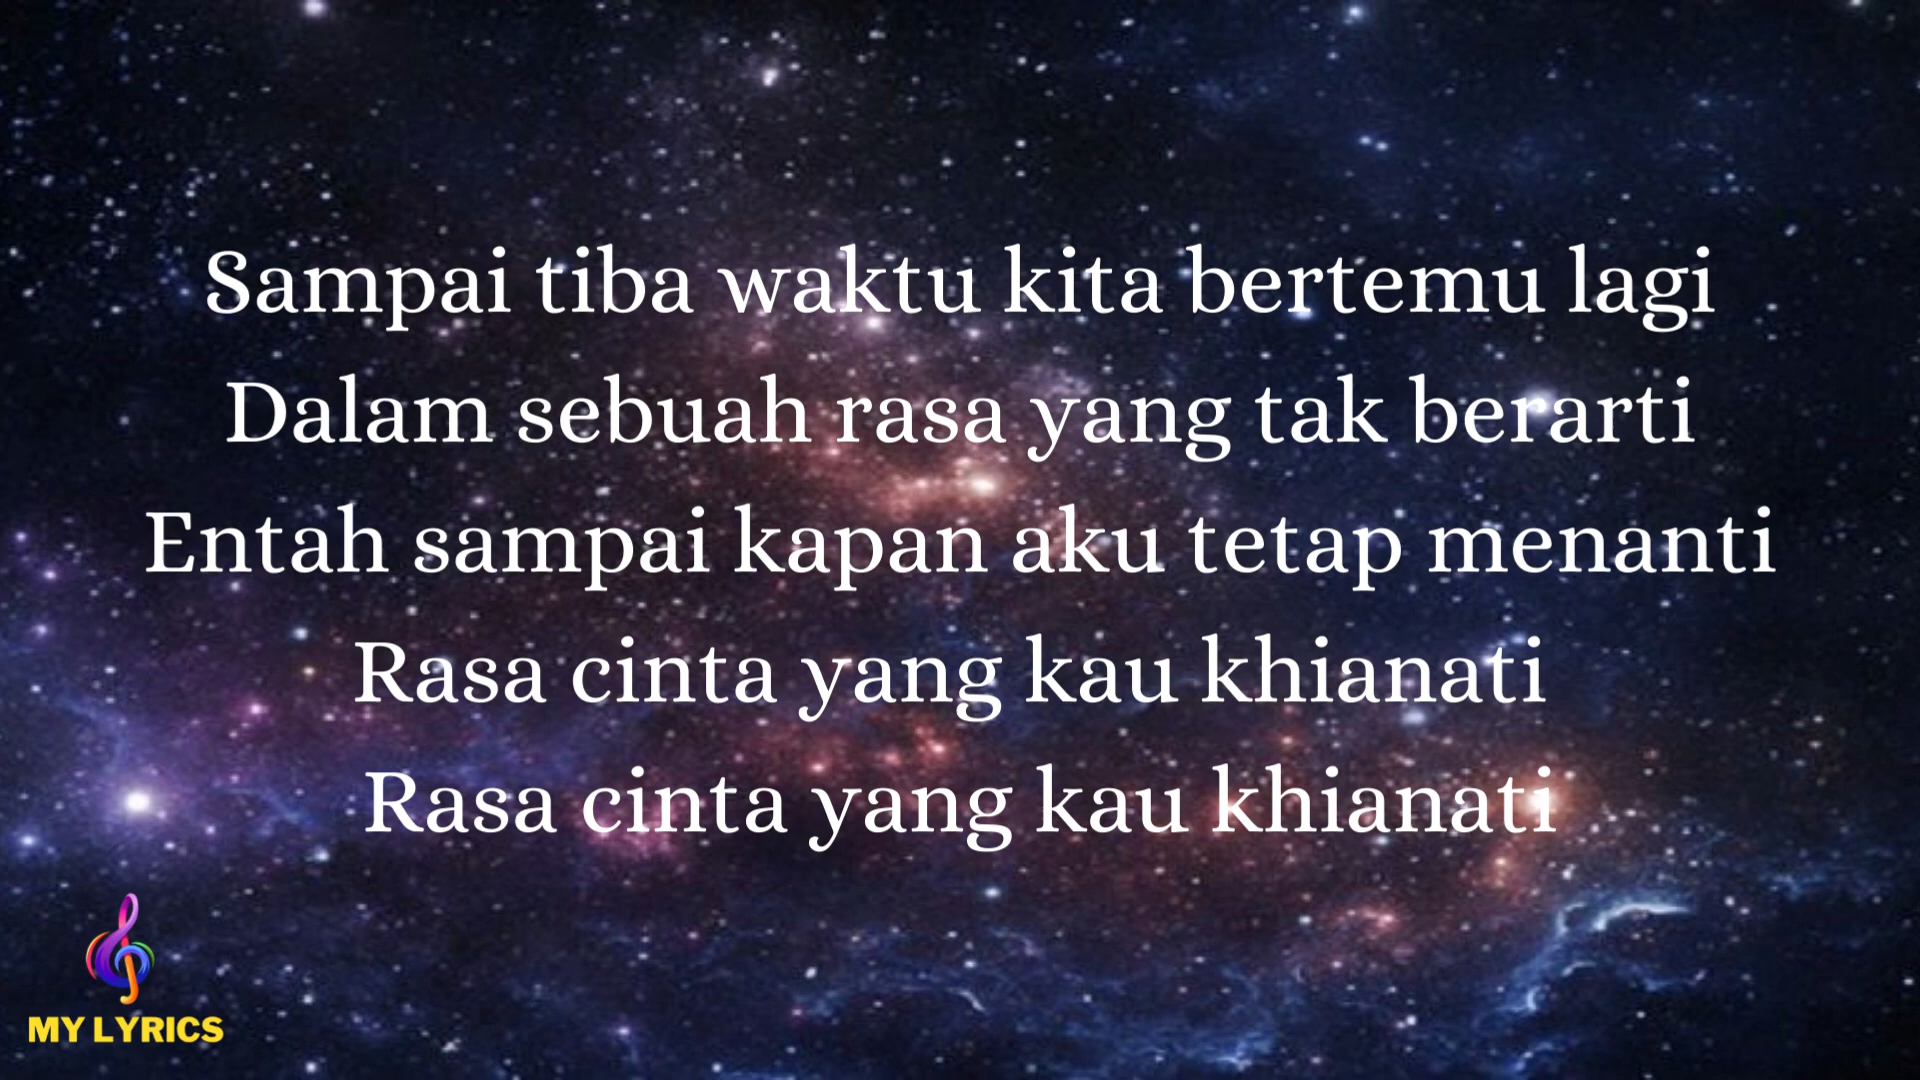 Sampai tiba waktu kita bertemu lagi
Dalam sebuah rasa yang tak berarti
Entah sampai kapan aku tetap menanti
Rasa cinta yang kau khianati
Rasa cinta yang kau khianati
MY LYRICS